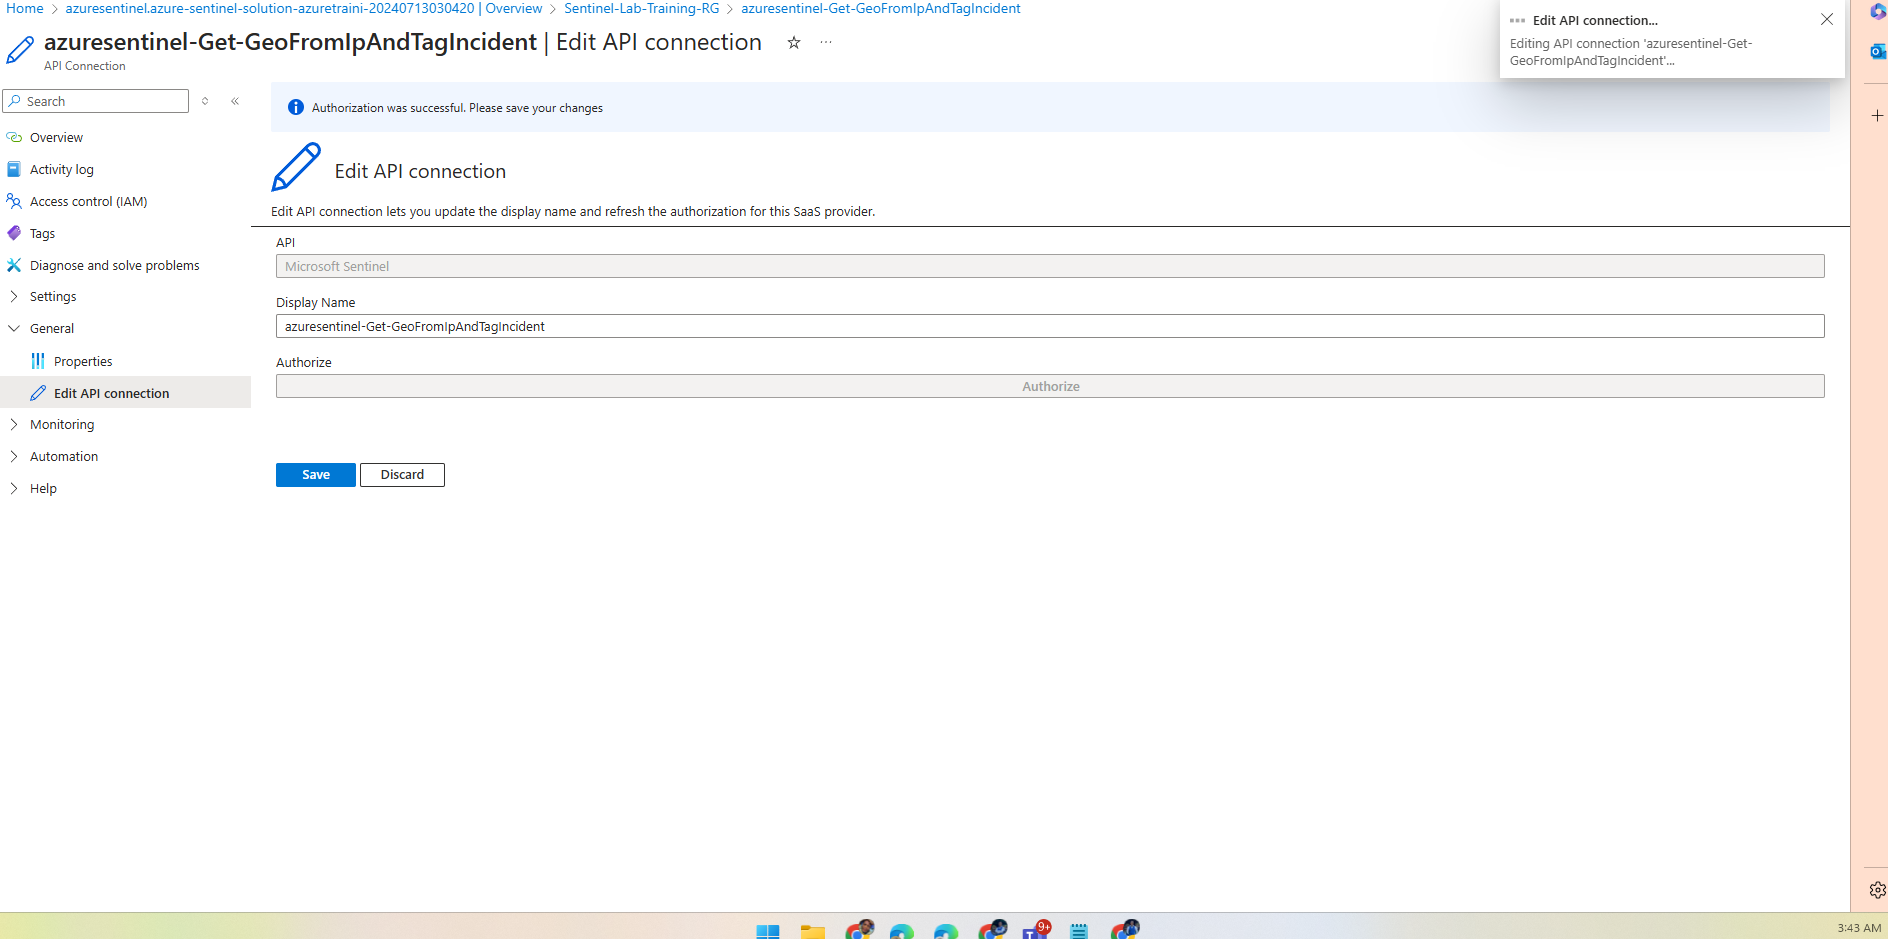 Home > azuresentinel.azure-sentinel-solution-azuretraini-20240713030420 | Overview > Sentinel-Lab-Training-RG > azuresentinel-Get-GeoFromIpAndTagIncident
azuresentinel-Get-GeoFromIpAndTagIncident | Edit API connection
API Connection
Edit API connection...
Editing API connection 'azuresentinel-Get-
GeoFromIpAndTagIncident'...
Search
Overview
Activity log
Access control (IAM)
Tags
Diagnose and solve problems
Settings
General
Properties
Edit API connection
Monitoring
Automation
Help
Authorization was successful. Please save your changes
Edit API connection
Edit API connection lets you update the display name and refresh the authorization for this SaaS provider.
API
Microsoft Sentinel
Display Name
azuresentinel-Get-GeoFromIpAndTagIncident
Authorize
Authorize
Save
Discard
9+
3:43 AM